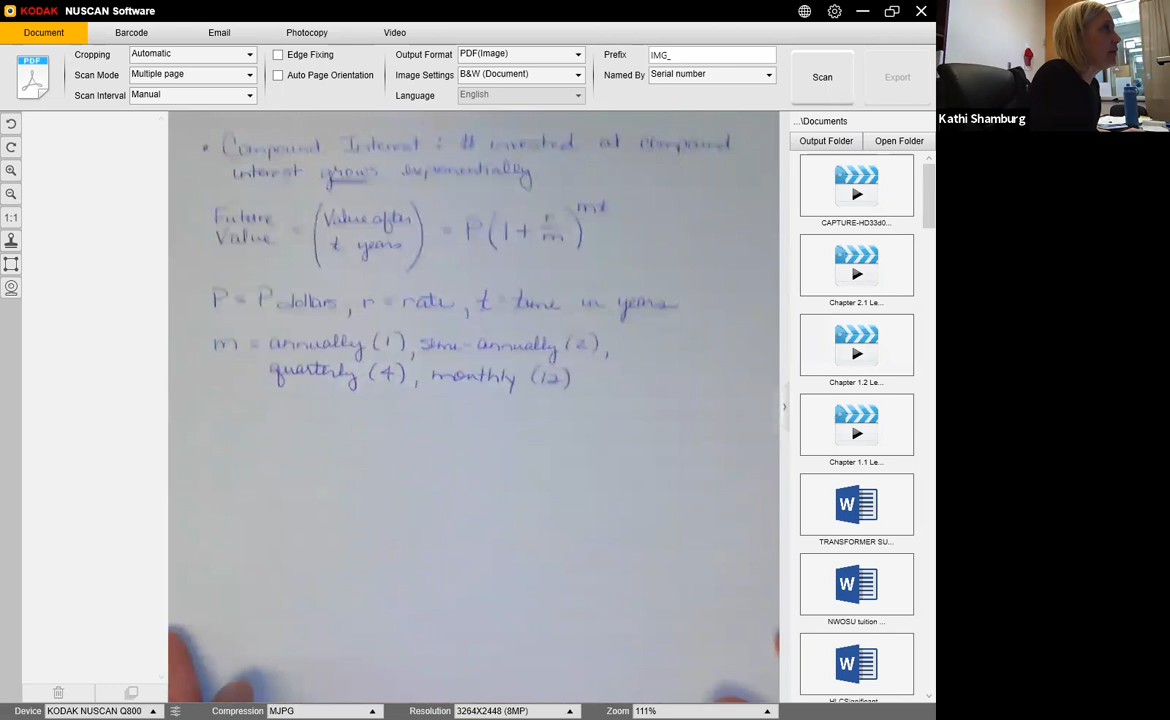 KODAK NUSCAN Software
Document Barcode Email Photocopy Video
Cropping Automatic
Scan Mode Multiple page
Scan Interval Manual
Edge Fixing
Auto Page Orientation
Output Format PDF(Image)
Image Settings B&W (Document)
Language English
Prefix IMG_
Named By Serial number
Scan Export
PDF
1:1
• Compound Interest : $ invested at compound
interest grows exponentially
Future Value = (Value after t years) = P(1 + r/m)^mt
P = P dollars, r = rate, t = time in years
m = annually (1), semi-annually (2),
quarterly (4), monthly (12)
...\Documents
Output Folder Open Folder
CAPTURE-HD33d0...
Chapter 2.1 Le...
Chapter 1.2 Le...
Chapter 1.1 Le...
W
TRANSFORMER SU...
W
NWOSU tuition ...
W
HLCSignificant
Kathi Shamburg
Device KODAK NUSCAN Q800 Compression MJPG Resolution 3264X2448 (8MP) Zoom 111%